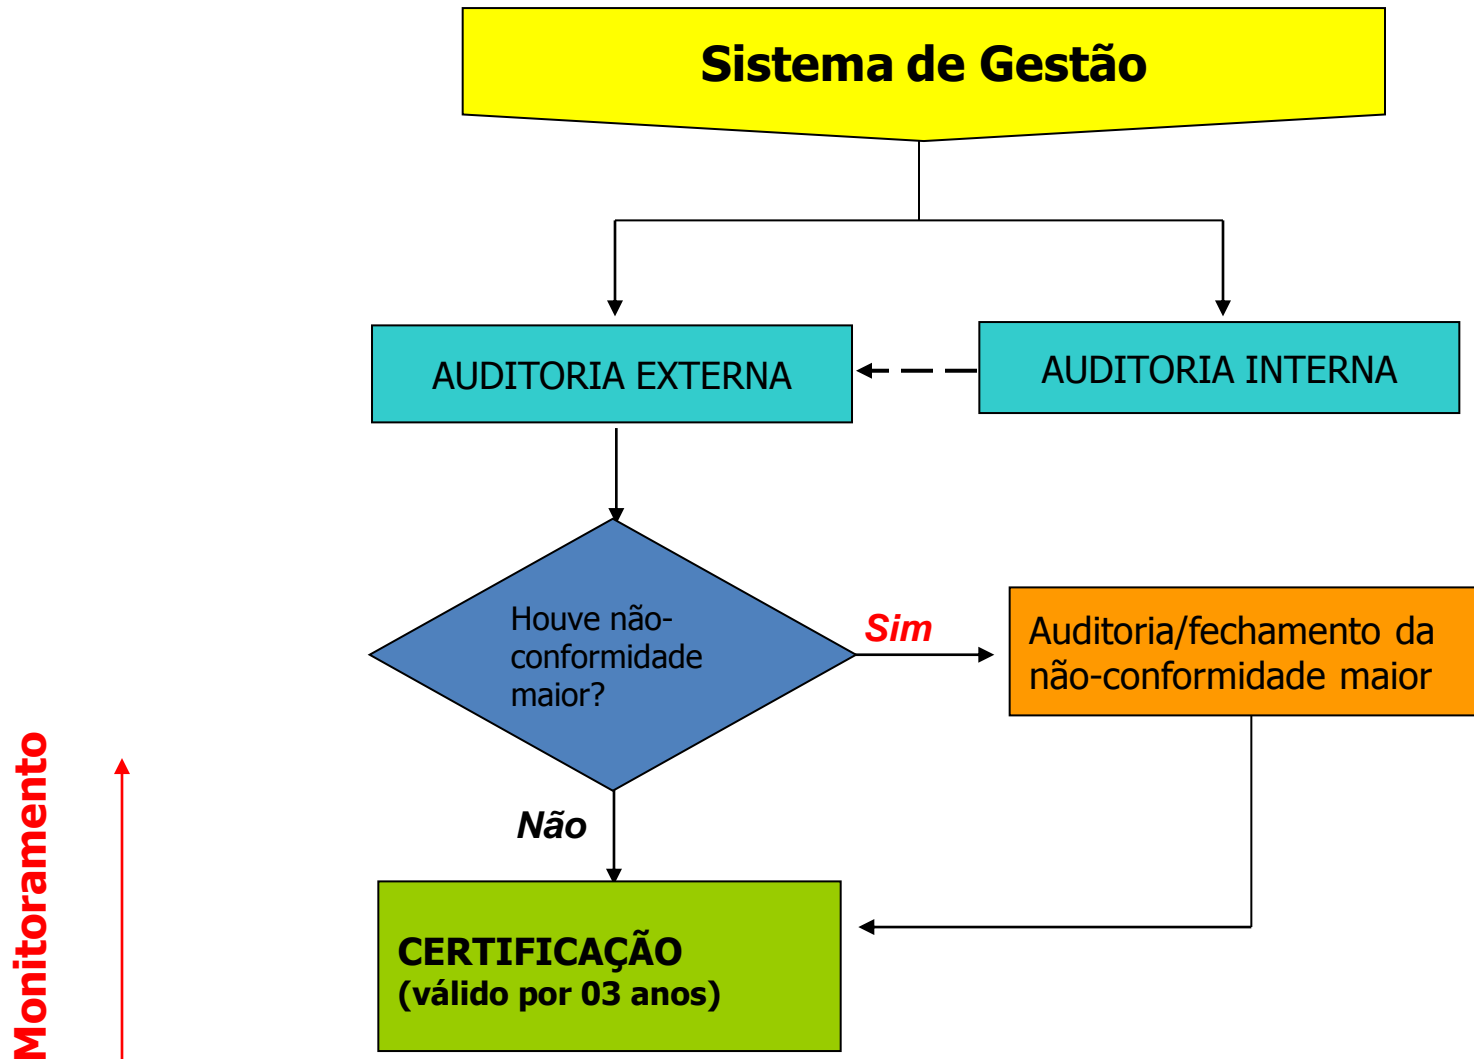 Sistema de Gestão
AUDITORIA EXTERNA
AUDITORIA INTERNA
Houve não-
conformidade
maior?
Sim
Auditoria/fechamento da
não-conformidade maior
Não
CERTIFICAÇÃO
(válido por 03 anos)
Monitoramento